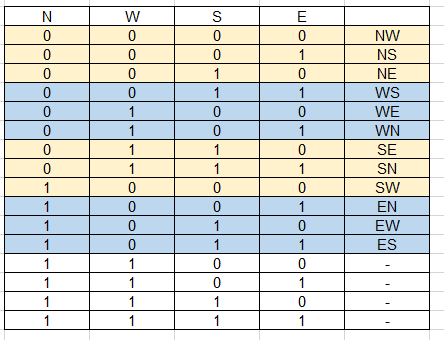 N W S E
0 0 0 0 NW
0 0 0 1 NS
0 0 1 0 NE
0 0 1 1 WS
0 1 0 0 WE
0 1 0 1 WN
0 1 1 0 SE
0 1 1 1 SN
1 0 0 0 SW
1 0 0 1 EN
1 0 1 0 EW
1 0 1 1 ES
1 1 0 0 -
1 1 0 1 -
1 1 1 0 -
1 1 1 1 -